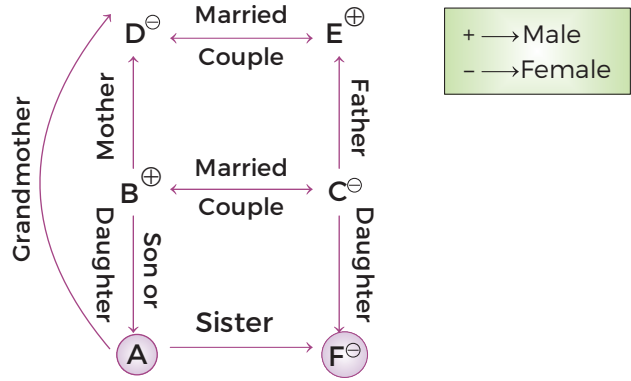 D⊖ Married Couple E⊕
+ → Male
− → Female
Grandmother
Mother
Father
B⊕ Married Couple C⊖
Daughter
Son or
Daughter
A Sister F⊖